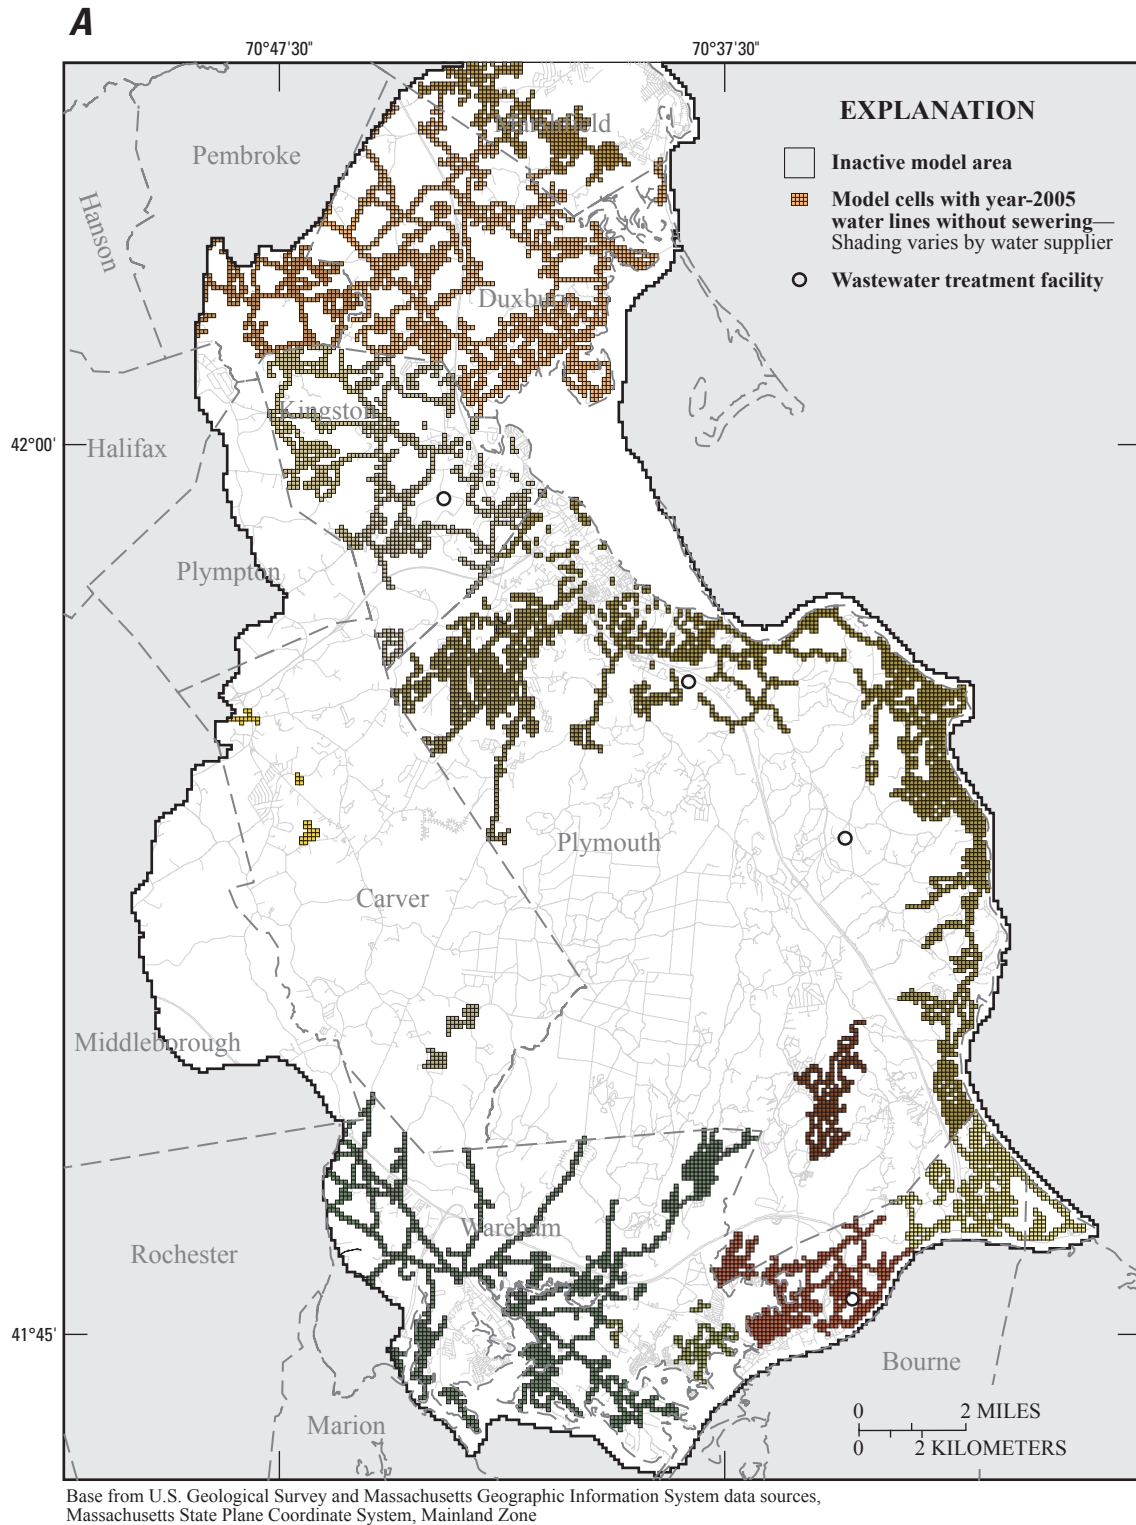 A
70°47'30"
70°37'30"
EXPLANATION
Inactive model area
Model cells with year-2005
water lines without sewering—
Shading varies by water supplier
Wastewater treatment facility
Marshfield
Pembroke
Hanson
Duxbury
Kingston
42°00'
Halifax
Plympton
Plymouth
Carver
Middleborough
Wareham
Rochester
41°45'
Bourne
Marion
0 2 MILES
0 2 KILOMETERS
Base from U.S. Geological Survey and Massachusetts Geographic Information System data sources,
Massachusetts State Plane Coordinate System, Mainland Zone